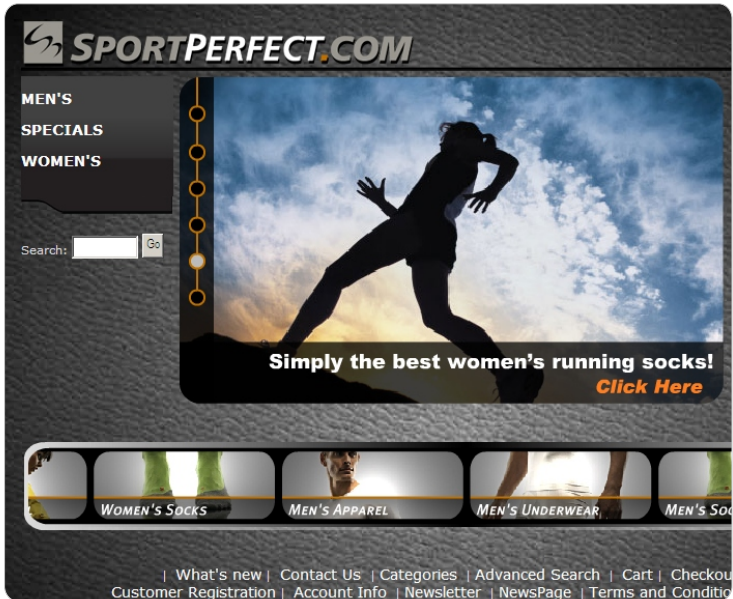 SPORTPERFECT.COM
MEN'S
SPECIALS
WOMEN'S
Search: Go
Simply the best women's running socks!
Click Here
WOMEN'S SOCKS
MEN'S APPAREL
MEN'S UNDERWEAR
MEN'S SOC
| What's new | Contact Us | Categories | Advanced Search | Cart | Checkou
Customer Registration | Account Info | Newsletter | NewsPage | Terms and Conditio